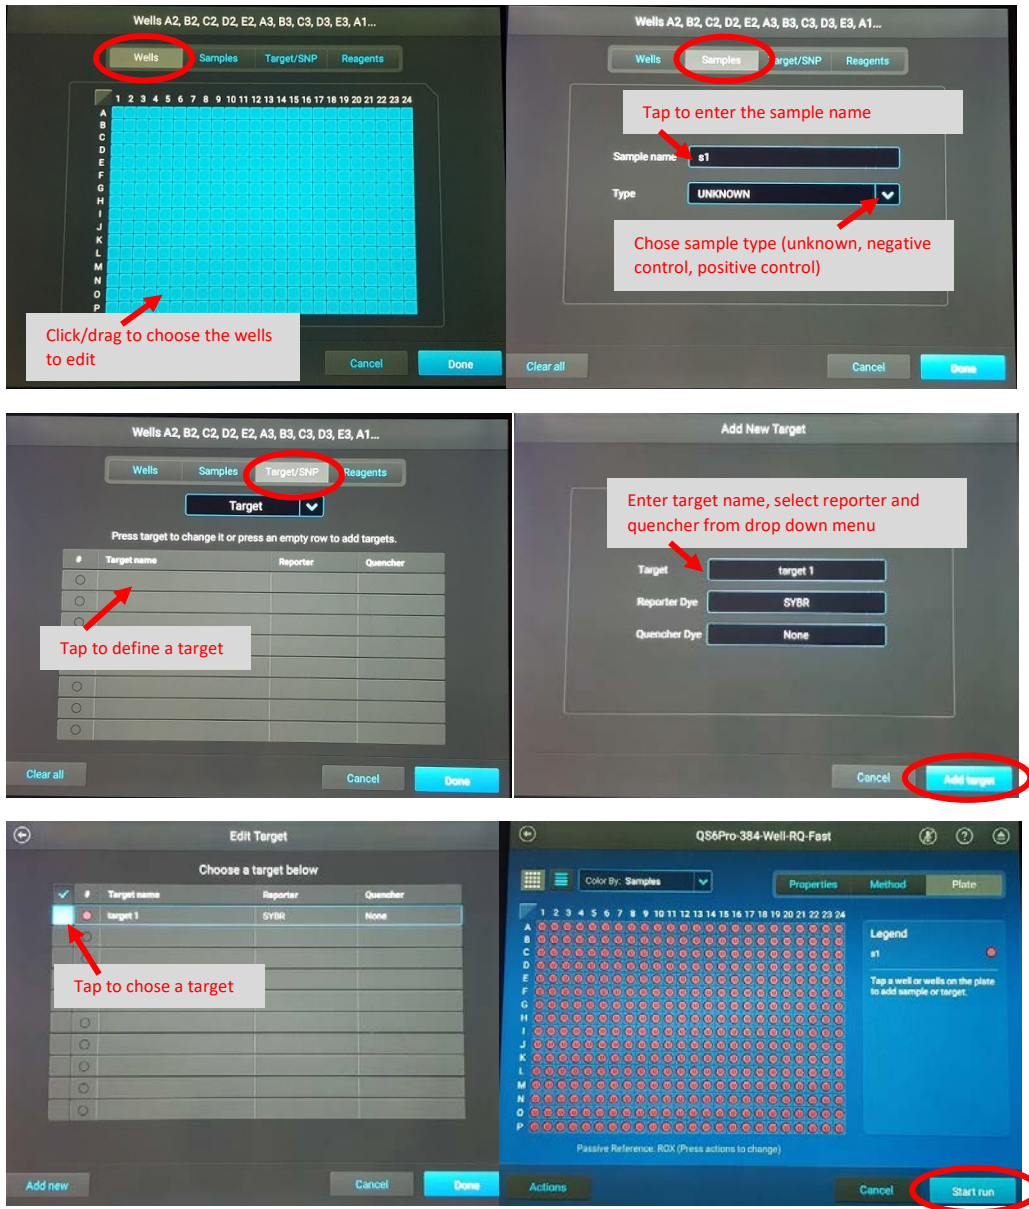 Wells A2, B2, C2, D2, E2, A3, B3, C3, D3, E3, A1...
Wells Samples Target/SNP Reagents
1 2 3 4 5 6 7 8 9 10 11 12 13 14 15 16 17 18 19 20 21 22 23 24
A
B
C
D
E
F
G
H
I
J
K
L
M
N
O
P
Click/drag to choose the wells
to edit
Cancel Done
Wells A2, B2, C2, D2, E2, A3, B3, C3, D3, E3, A1...
Wells Samples Target/SNP Reagents
Tap to enter the sample name
Sample name s1
Type UNKNOWN
Chose sample type (unknown, negative
control, positive control)
Clear all Cancel Done
Wells A2, B2, C2, D2, E2, A3, B3, C3, D3, E3, A1...
Wells Samples Target/SNP Reagents
Target
Press target to change it or press an empty row to add targets.
# Target name Reporter Quencher
Tap to define a target
Clear all Cancel Done
Add New Target
Enter target name, select reporter and
quencher from drop down menu
Target target 1
Reporter Dye SYBR
Quencher Dye None
Cancel Add target
Edit Target
Choose a target below
# Target name Reporter Quencher
target 1 SYBR None
Tap to chose a target
Add new Cancel Done
QS6Pro-384-Well-RQ-Fast
Color By: Samples Properties Method Plate
1 2 3 4 5 6 7 8 9 10 11 12 13 14 15 16 17 18 19 20 21 22 23 24
A
B
C
D
E
F
G
H
I
J
K
L
M
N
O
P
Legend
s1
Tap a well or wells on the plate
to add sample or target.
Passive Reference: ROX (Press actions to change)
Actions Cancel Start run